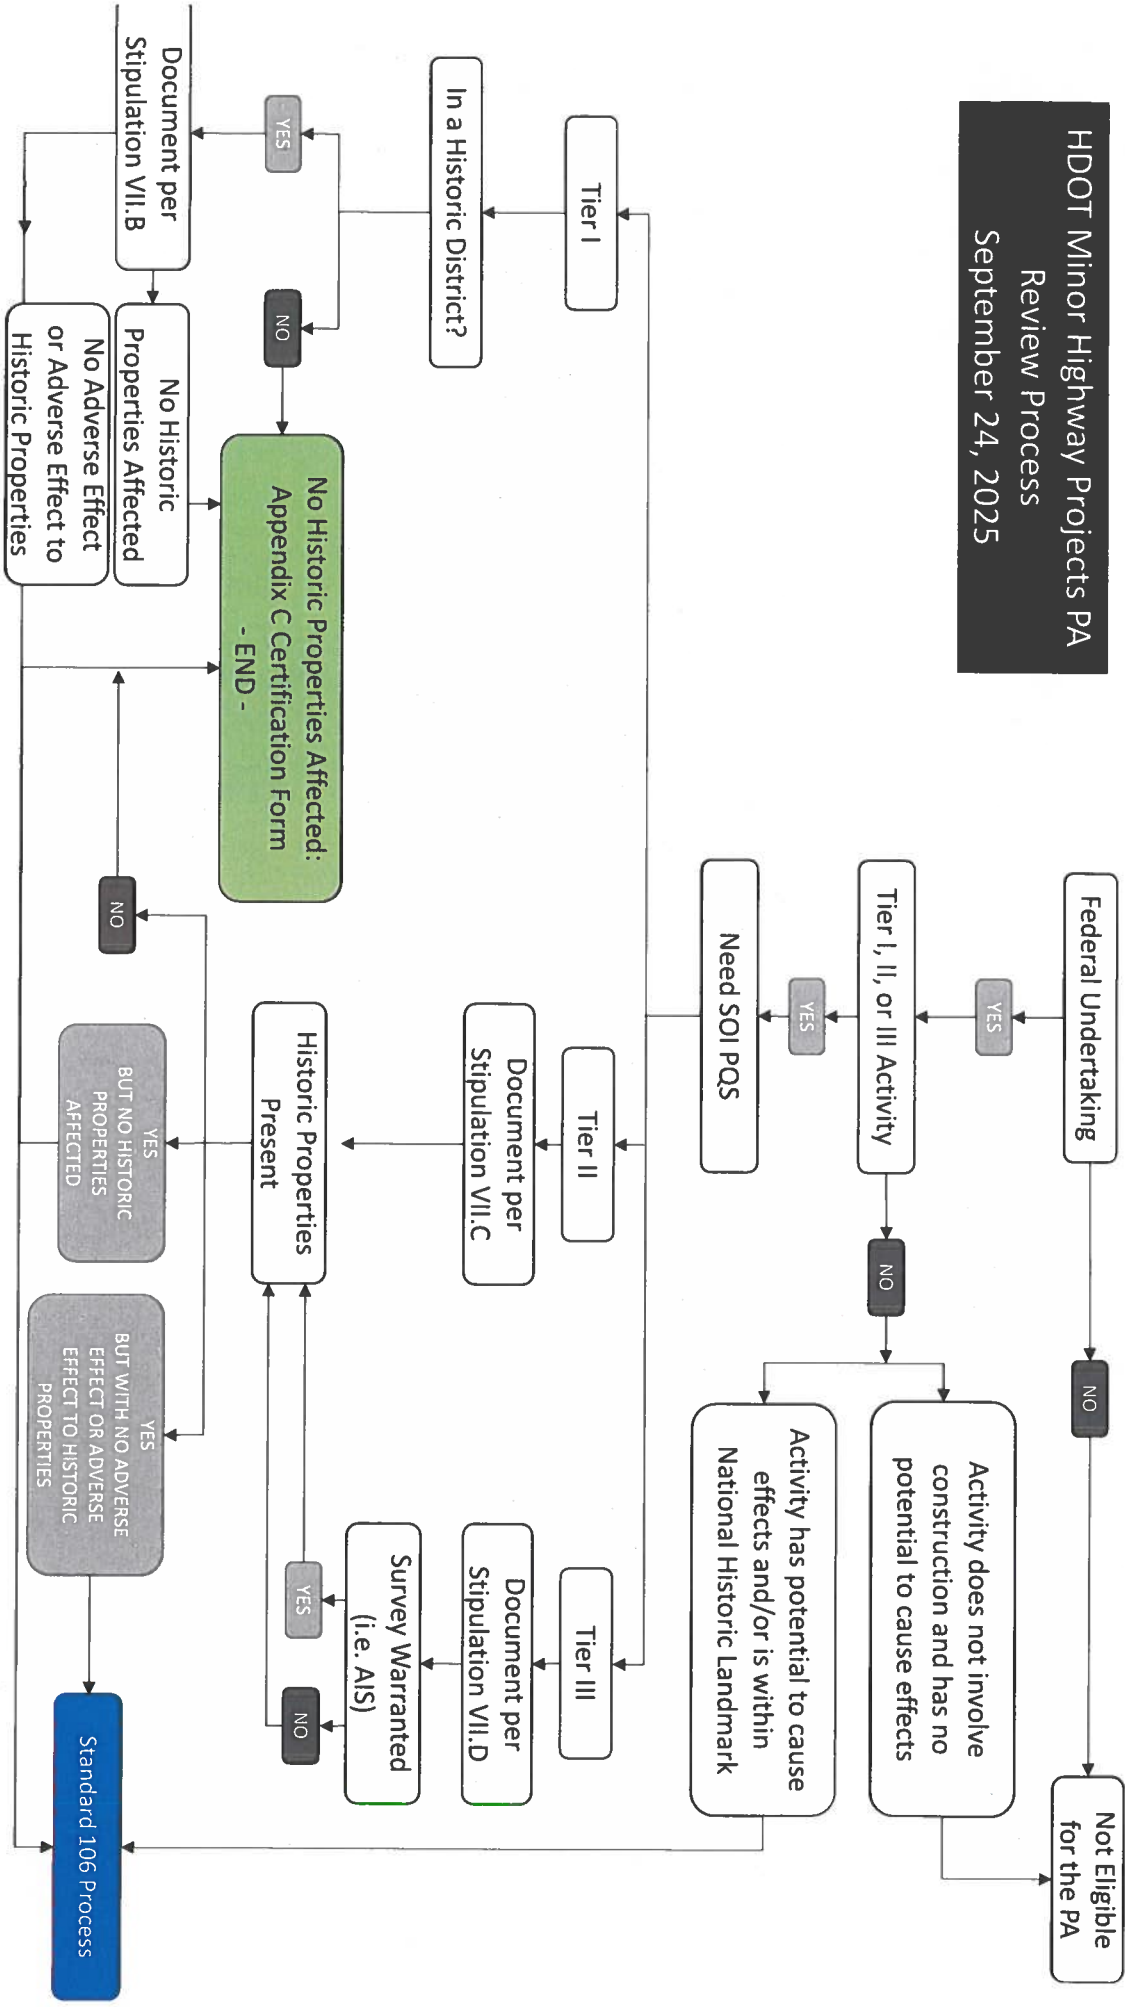 HDOT Minor Highway Projects PA
Review Process
September 24, 2025
Federal Undertaking
NO
Not Eligible
for the PA
YES
Tier I, II, or III Activity
NO
Activity does not involve
construction and has no
potential to cause effects
Activity has potential to cause
effects and/or is within
National Historic Landmark
YES
Need SOI PQS
Tier I
Tier II
Tier III
In a Historic District?
Document per
Stipulation VII.C
Document per
Stipulation VII.D
Survey Warranted
(i.e. AIS)
YES
NO
YES
NO
Historic Properties
Present
No Historic Properties Affected:
Appendix C Certification Form
- END -
Document per
Stipulation VII.B
No Historic
Properties Affected
No Adverse Effect
or Adverse Effect to
Historic Properties
NO
YES
BUT NO HISTORIC
PROPERTIES
AFFECTED
YES
BUT WITH NO ADVERSE
EFFECT OR ADVERSE
EFFECT TO HISTORIC
PROPERTIES
Standard 106 Process